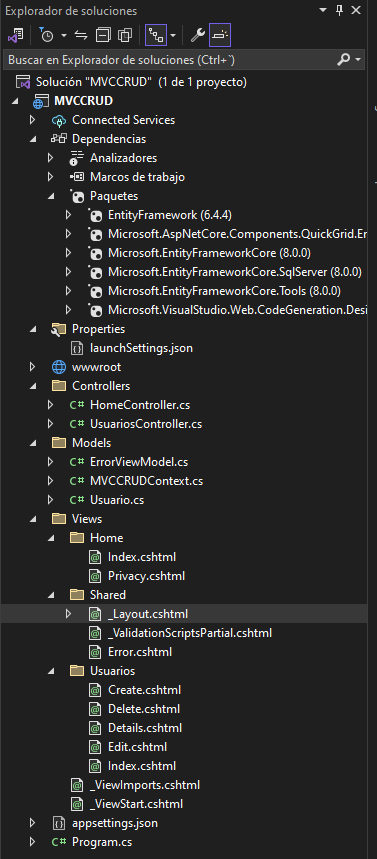 Explorador de soluciones
Buscar en Explorador de soluciones (Ctrl+`)
Solución "MVCCRUD" (1 de 1 proyecto)
MVCCRUD
Connected Services
Dependencias
Analizadores
Marcos de trabajo
Paquetes
EntityFramework (6.4.4)
Microsoft.AspNetCore.Components.QuickGrid.En
Microsoft.EntityFrameworkCore (8.0.0)
Microsoft.EntityFrameworkCore.SqlServer (8.0.0)
Microsoft.EntityFrameworkCore.Tools (8.0.0)
Microsoft.VisualStudio.Web.CodeGeneration.Desi
Properties
launchSettings.json
wwwroot
Controllers
C# HomeController.cs
C# UsuariosController.cs
Models
C# ErrorViewModel.cs
C# MVCCRUDContext.cs
C# Usuario.cs
Views
Home
Index.cshtml
Privacy.cshtml
Shared
_Layout.cshtml
_ValidationScriptsPartial.cshtml
Error.cshtml
Usuarios
Create.cshtml
Delete.cshtml
Details.cshtml
Edit.cshtml
Index.cshtml
_ViewImports.cshtml
_ViewStart.cshtml
appsettings.json
C# Program.cs